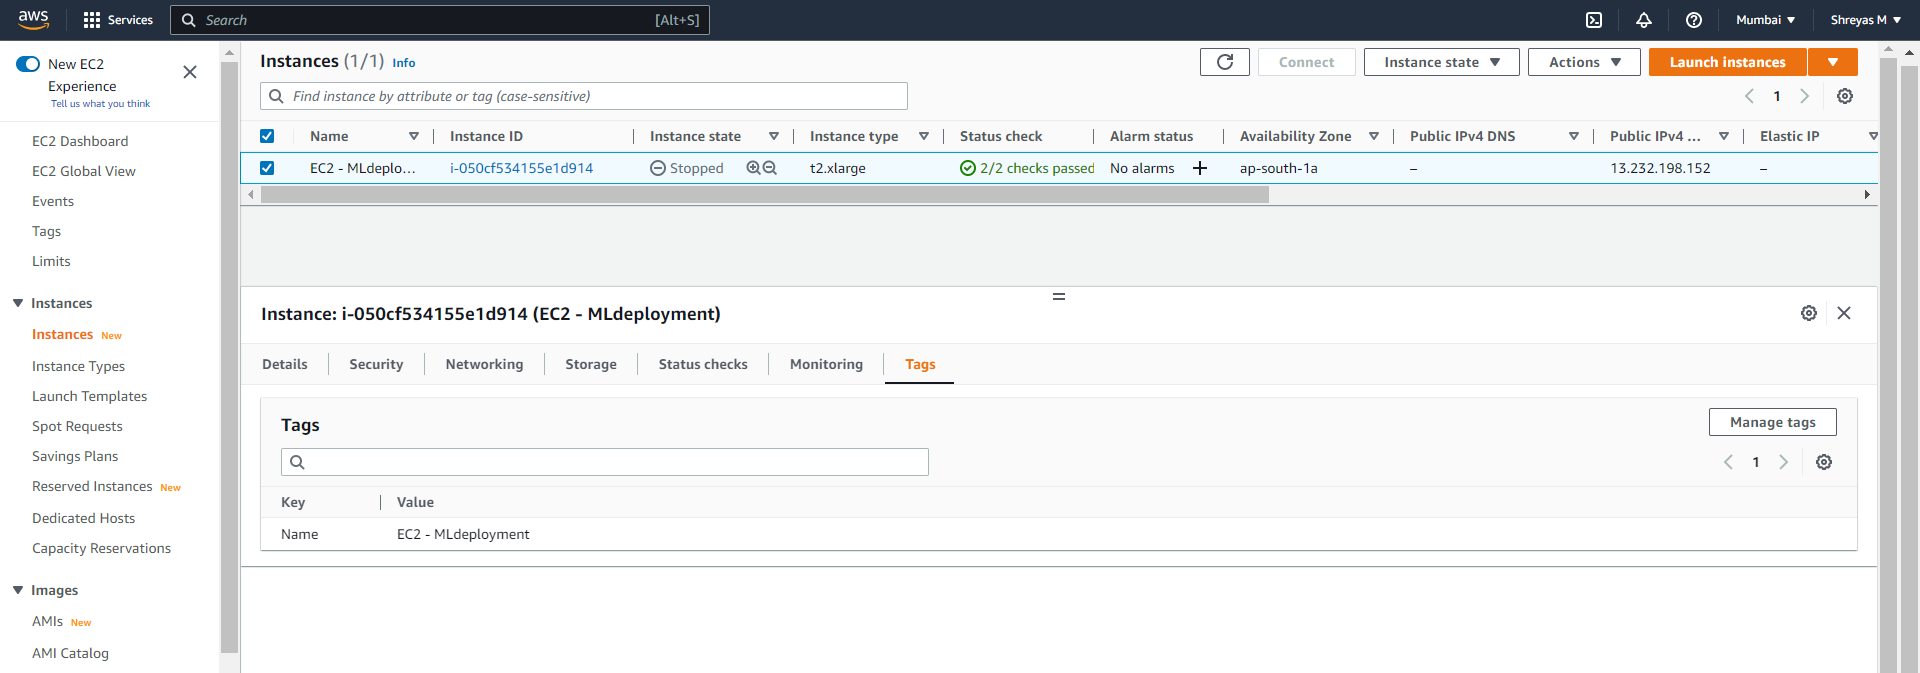 aws
Services
Search [Alt+S]
Mumbai
Shreyas M
New EC2
Experience
Tell us what you think
EC2 Dashboard
EC2 Global View
Events
Tags
Limits
Instances
Instances New
Instance Types
Launch Templates
Spot Requests
Savings Plans
Reserved Instances New
Dedicated Hosts
Capacity Reservations
Images
AMIs New
AMI Catalog
Instances (1/1) Info
Connect
Instance state
Actions
Launch instances
Find instance by attribute or tag (case-sensitive)
1
Name Instance ID Instance state Instance type Status check Alarm status Availability Zone Public IPv4 DNS Public IPv4 ... Elastic IP
EC2 - MLdeplo... i-050cf534155e1d914 Stopped t2.xlarge 2/2 checks passed No alarms + ap-south-1a – 13.232.198.152 –
Instance: i-050cf534155e1d914 (EC2 - MLdeployment)
Details Security Networking Storage Status checks Monitoring Tags
Tags
Manage tags
1
Key Value
Name EC2 - MLdeployment